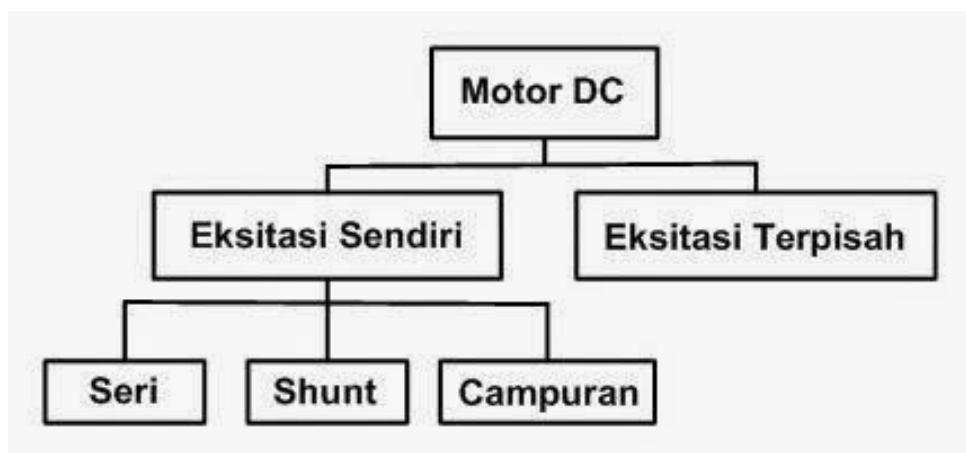 Motor DC
Eksitasi Sendiri
Eksitasi Terpisah
Seri
Shunt
Campuran